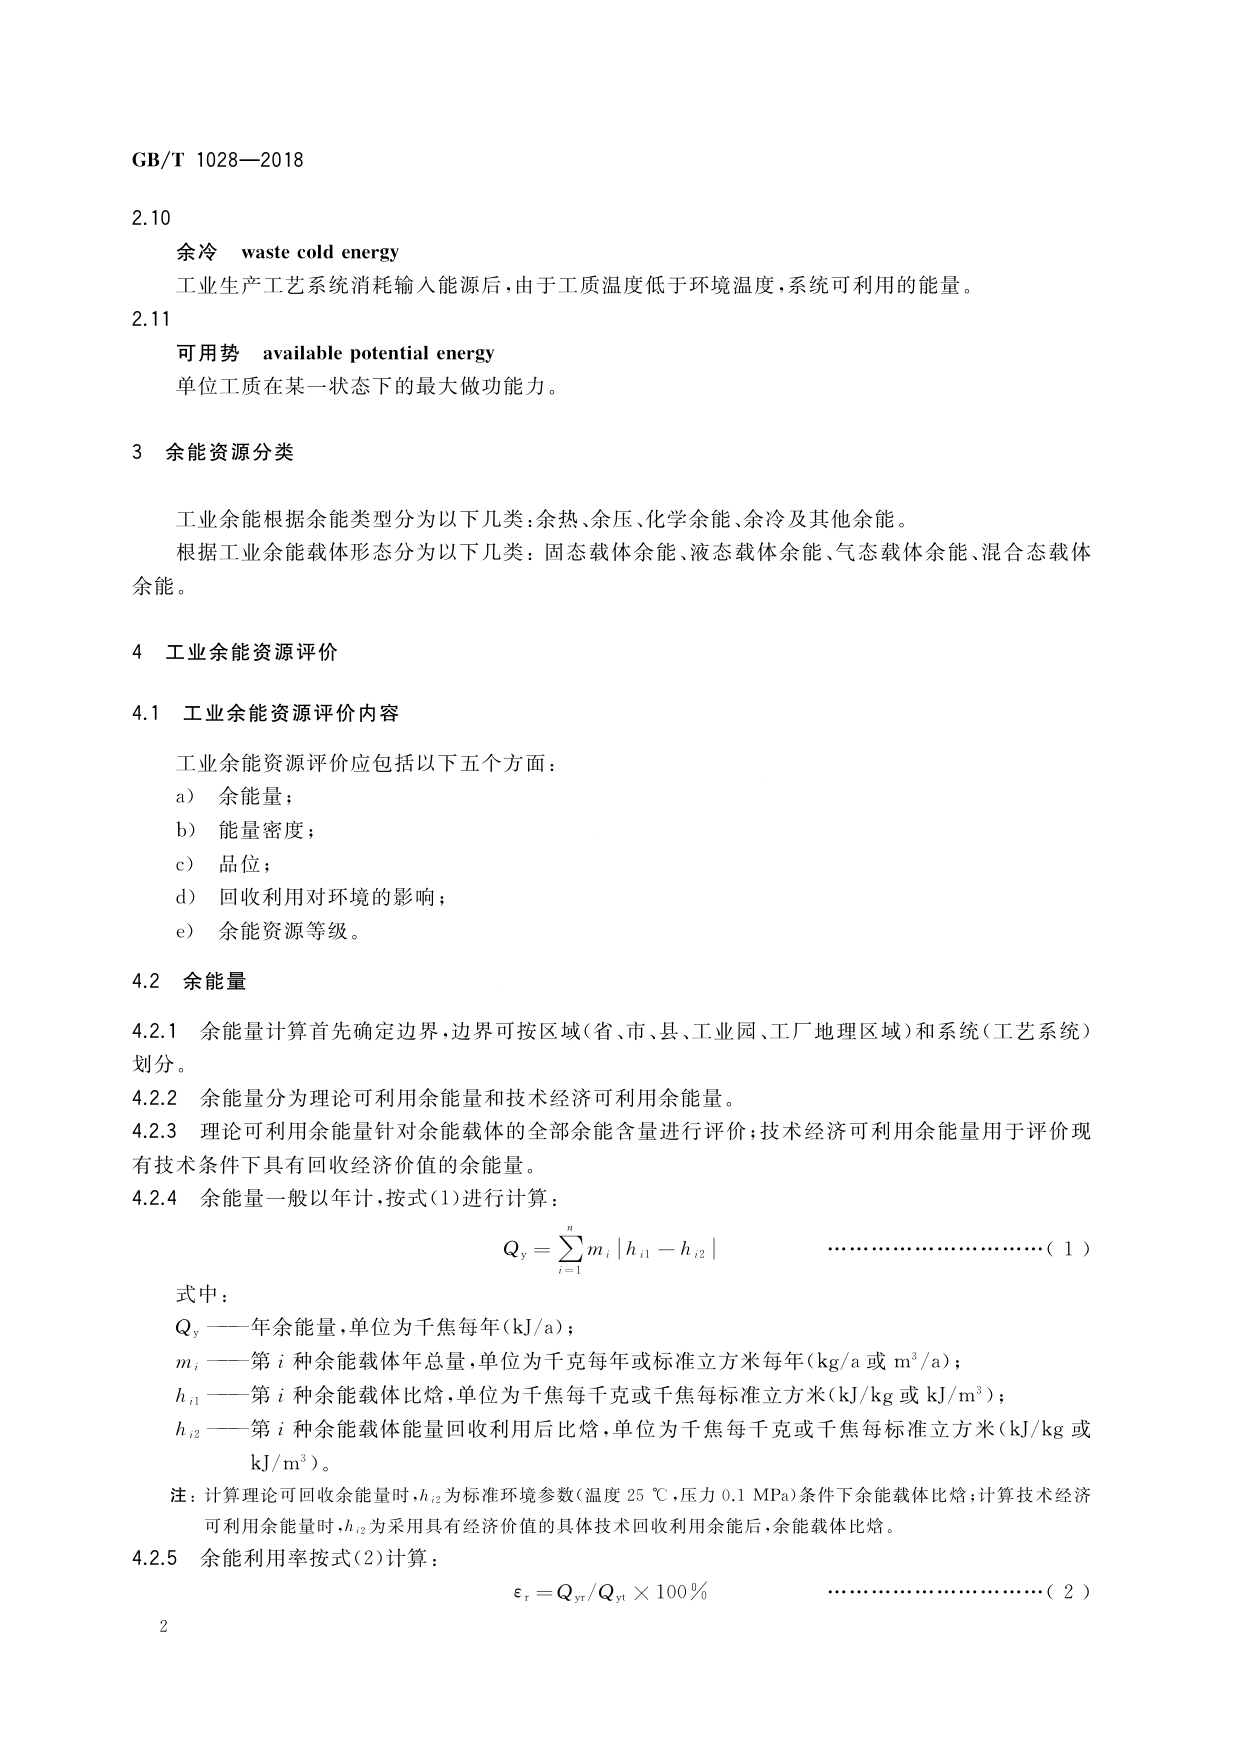 GB/T 1028—2018
2.10
余冷 waste cold energy
工业生产工艺系统消耗输入能源后,由于工质温度低于环境温度,系统可利用的能量。
2.11
可用势 available potential energy
单位工质在某一状态下的最大做功能力。
3 余能资源分类
工业余能根据余能类型分为以下几类:余热、余压、化学余能、余冷及其他余能。
根据工业余能载体形态分为以下几类: 固态载体余能、液态载体余能、气态载体余能、混合态载体
余能。
4 工业余能资源评价
4.1 工业余能资源评价内容
工业余能资源评价应包括以下五个方面:
a) 余能量;
b) 能量密度;
c) 品位;
d) 回收利用对环境的影响;
e) 余能资源等级。
4.2 余能量
4.2.1 余能量计算首先确定边界,边界可按区域(省、市、县、工业园、工厂地理区域)和系统(工艺系统)
划分。
4.2.2 余能量分为理论可利用余能量和技术经济可利用余能量。
4.2.3 理论可利用余能量针对余能载体的全部余能含量进行评价;技术经济可利用余能量用于评价现
有技术条件下具有回收经济价值的余能量。
4.2.4 余能量一般以年计,按式(1)进行计算:
Q_y = ∑_{i=1}^{n} m_i |h_{i1} − h_{i2}| …………………………( 1 )
式中:
Q_y ——年余能量,单位为千焦每年(kJ/a);
m_i ——第 i 种余能载体年总量,单位为千克每年或标准立方米每年(kg/a 或 m³/a);
h_{i1} ——第 i 种余能载体比焓,单位为千焦每千克或千焦每标准立方米(kJ/kg 或 kJ/m³);
h_{i2} ——第 i 种余能载体能量回收利用后比焓,单位为千焦每千克或千焦每标准立方米(kJ/kg 或
kJ/m³)。
注: 计算理论可回收余能量时,h_{i2}为标准环境参数(温度 25 ℃,压力 0.1 MPa)条件下余能载体比焓;计算技术经济
可利用余能量时,h_{i2}为采用具有经济价值的具体技术回收利用余能后,余能载体比焓。
4.2.5 余能利用率按式(2)计算:
ε_r = Q_{yr}/Q_{yt} × 100% …………………………( 2 )
2